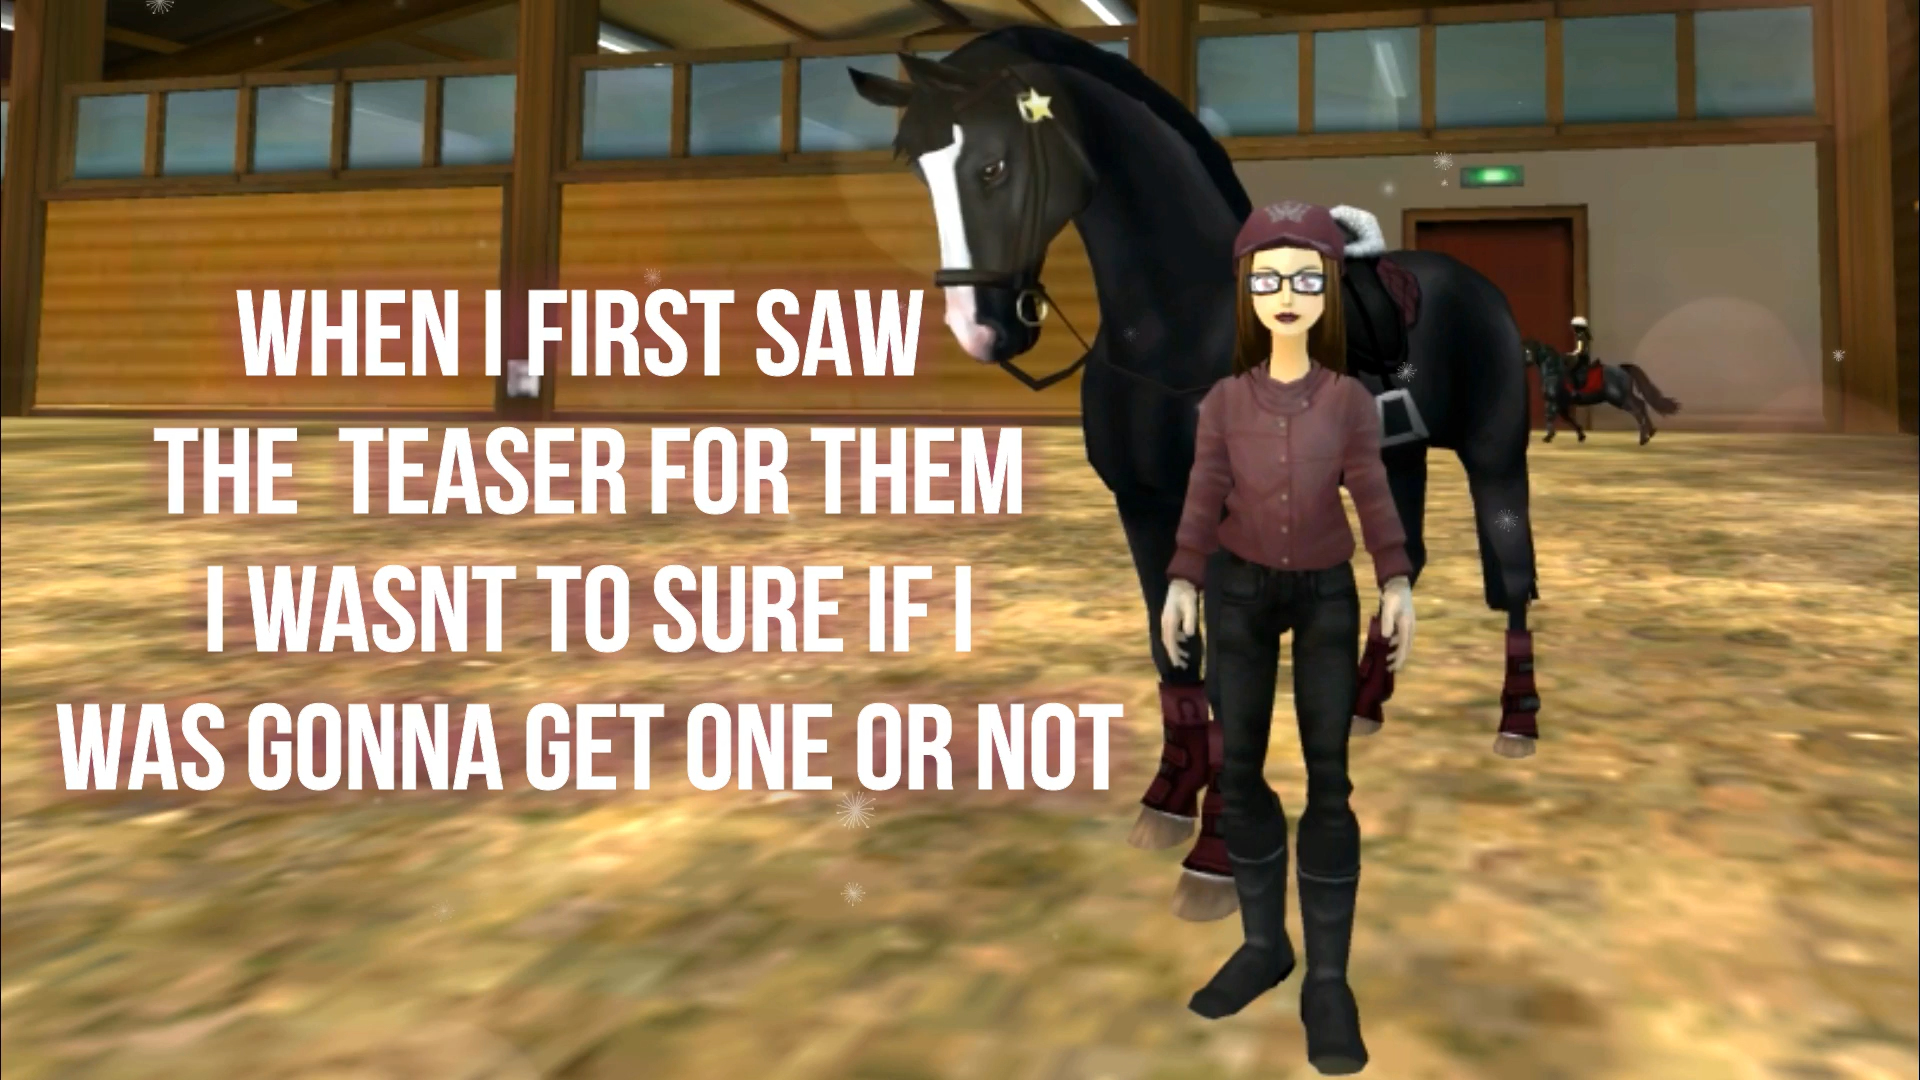 WHEN I FIRST SAW
THE TEASER FOR THEM
I WASNT TO SURE IF I
WAS GONNA GET ONE OR NOT